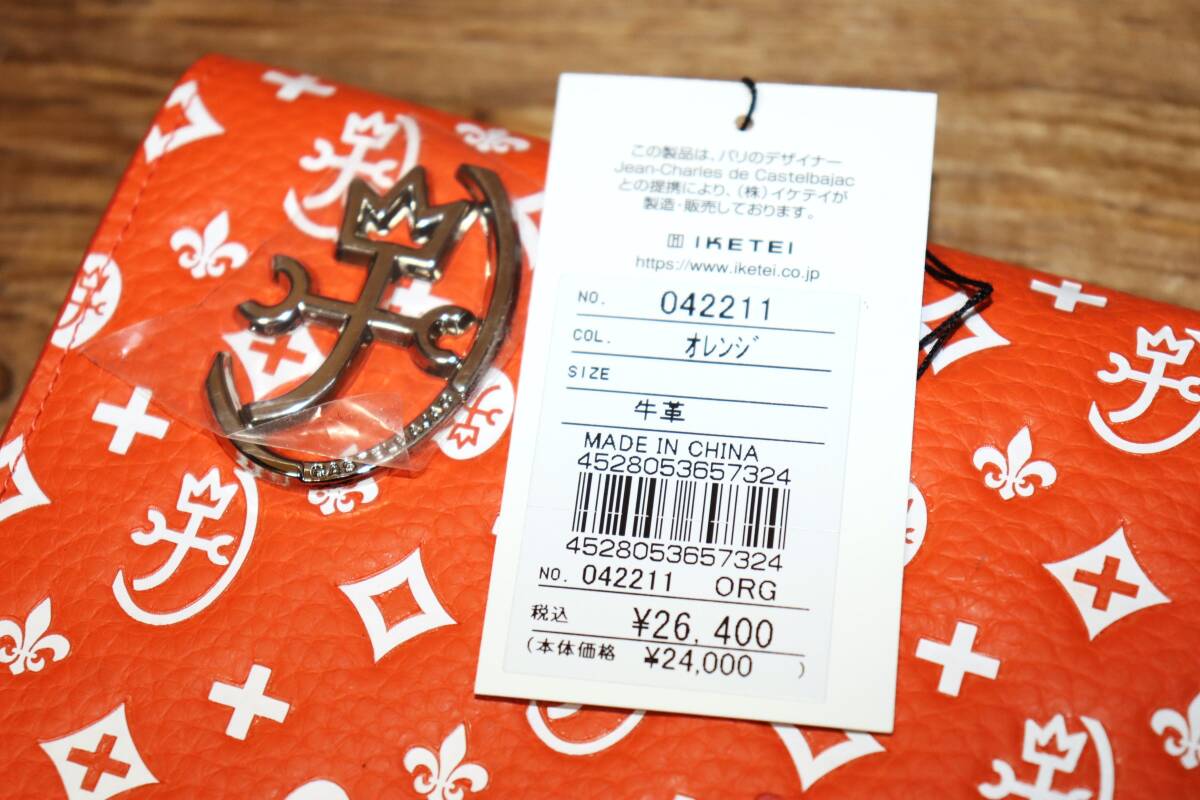 この製品は、パリのデザイナー
Jean-Charles de Castelbajac
との提携により、(株)イケテイが
製造・販売しております。
IKETEI
https://www.iketei.co.jp
NO. 042211
COL. オレンジ
SIZE
牛革
MADE IN CHINA
4528053657324
4528053657324
NO. 042211 ORG
税込 ¥26,400
(本体価格 ¥24,000 )